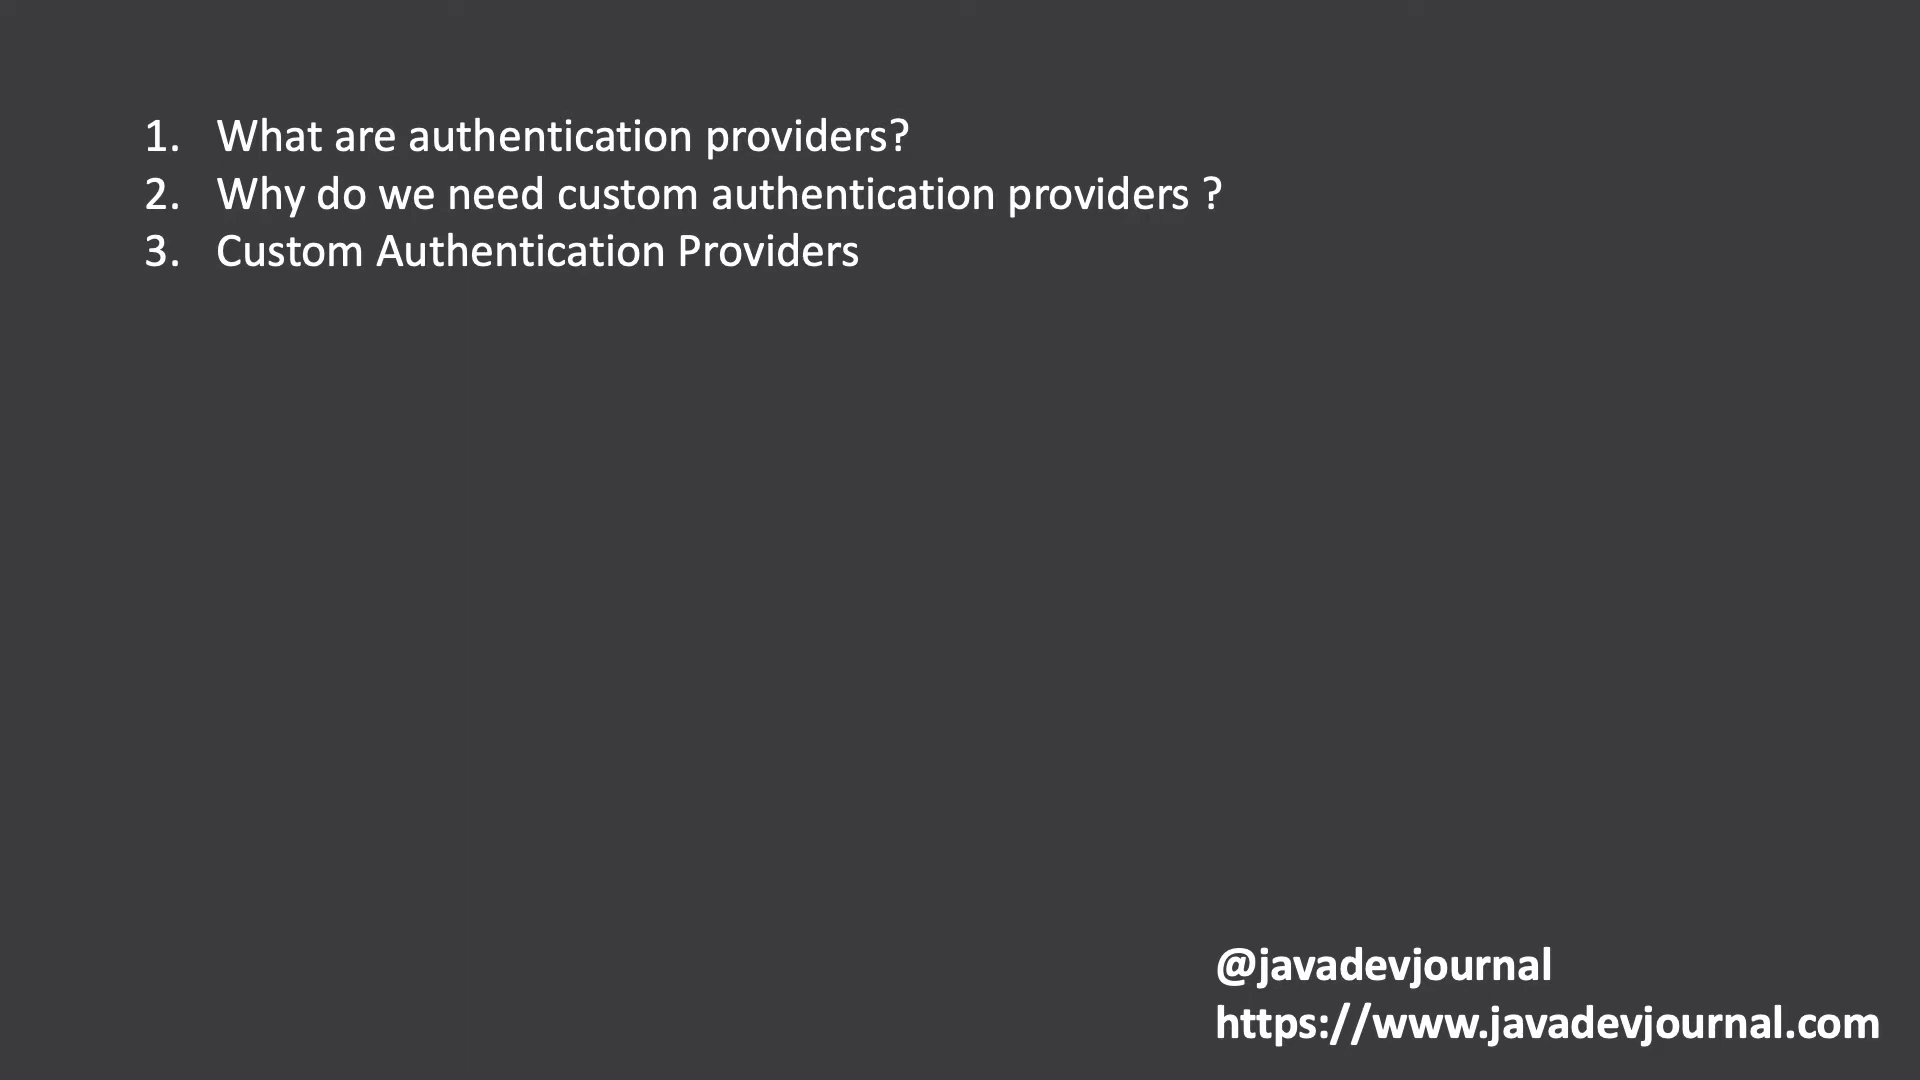 1. What are authentication providers?
2. Why do we need custom authentication providers ?
3. Custom Authentication Providers
@javadevjournal
https://www.javadevjournal.com